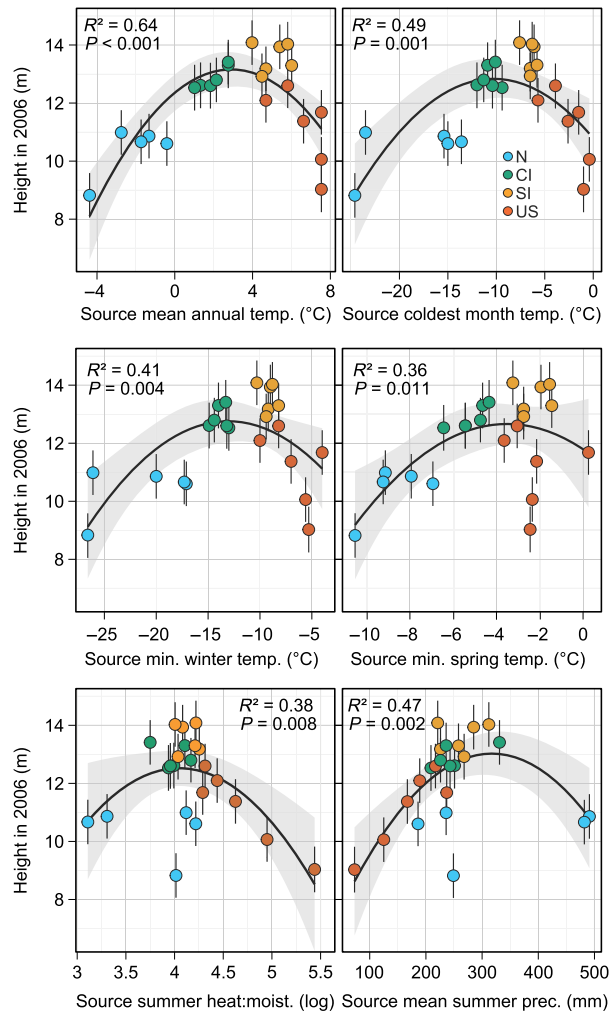 R² = 0.64
P < 0.001
Height in 2006 (m)
14
12
10
8
−4
0
4
8
Source mean annual temp. (°C)
R² = 0.49
P = 0.001
N
CI
SI
US
−20
−15
−10
−5
0
Source coldest month temp. (°C)
R² = 0.41
P = 0.004
Height in 2006 (m)
14
12
10
8
−25
−20
−15
−10
−5
Source min. winter temp. (°C)
R² = 0.36
P = 0.011
−10
−8
−6
−4
−2
0
Source min. spring temp. (°C)
R² = 0.38
P = 0.008
Height in 2006 (m)
14
12
10
8
3
3.5
4
4.5
5
5.5
Source summer heat:moist. (log)
R² = 0.47
P = 0.002
100
200
300
400
500
Source mean summer prec. (mm)